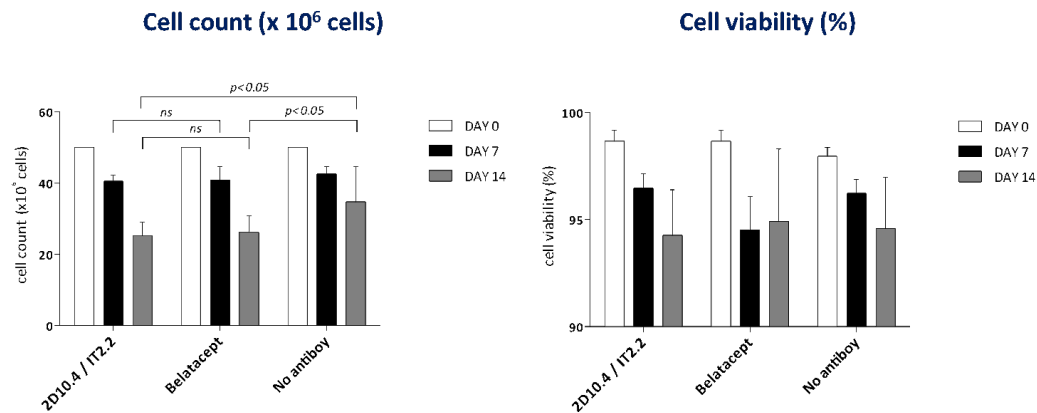 Cell count (x 10⁶ cells)
Cell viability (%)
p<0.05
ns
p<0.05
ns
60
40
20
0
cell count (x10⁶ cells)
DAY 0
DAY 7
DAY 14
2D10.4 / IT2.2
Belatacept
No antiboy
100
95
90
cell viability (%)
DAY 0
DAY 7
DAY 14
2D10.4 / IT2.2
Belatacept
No antiboy